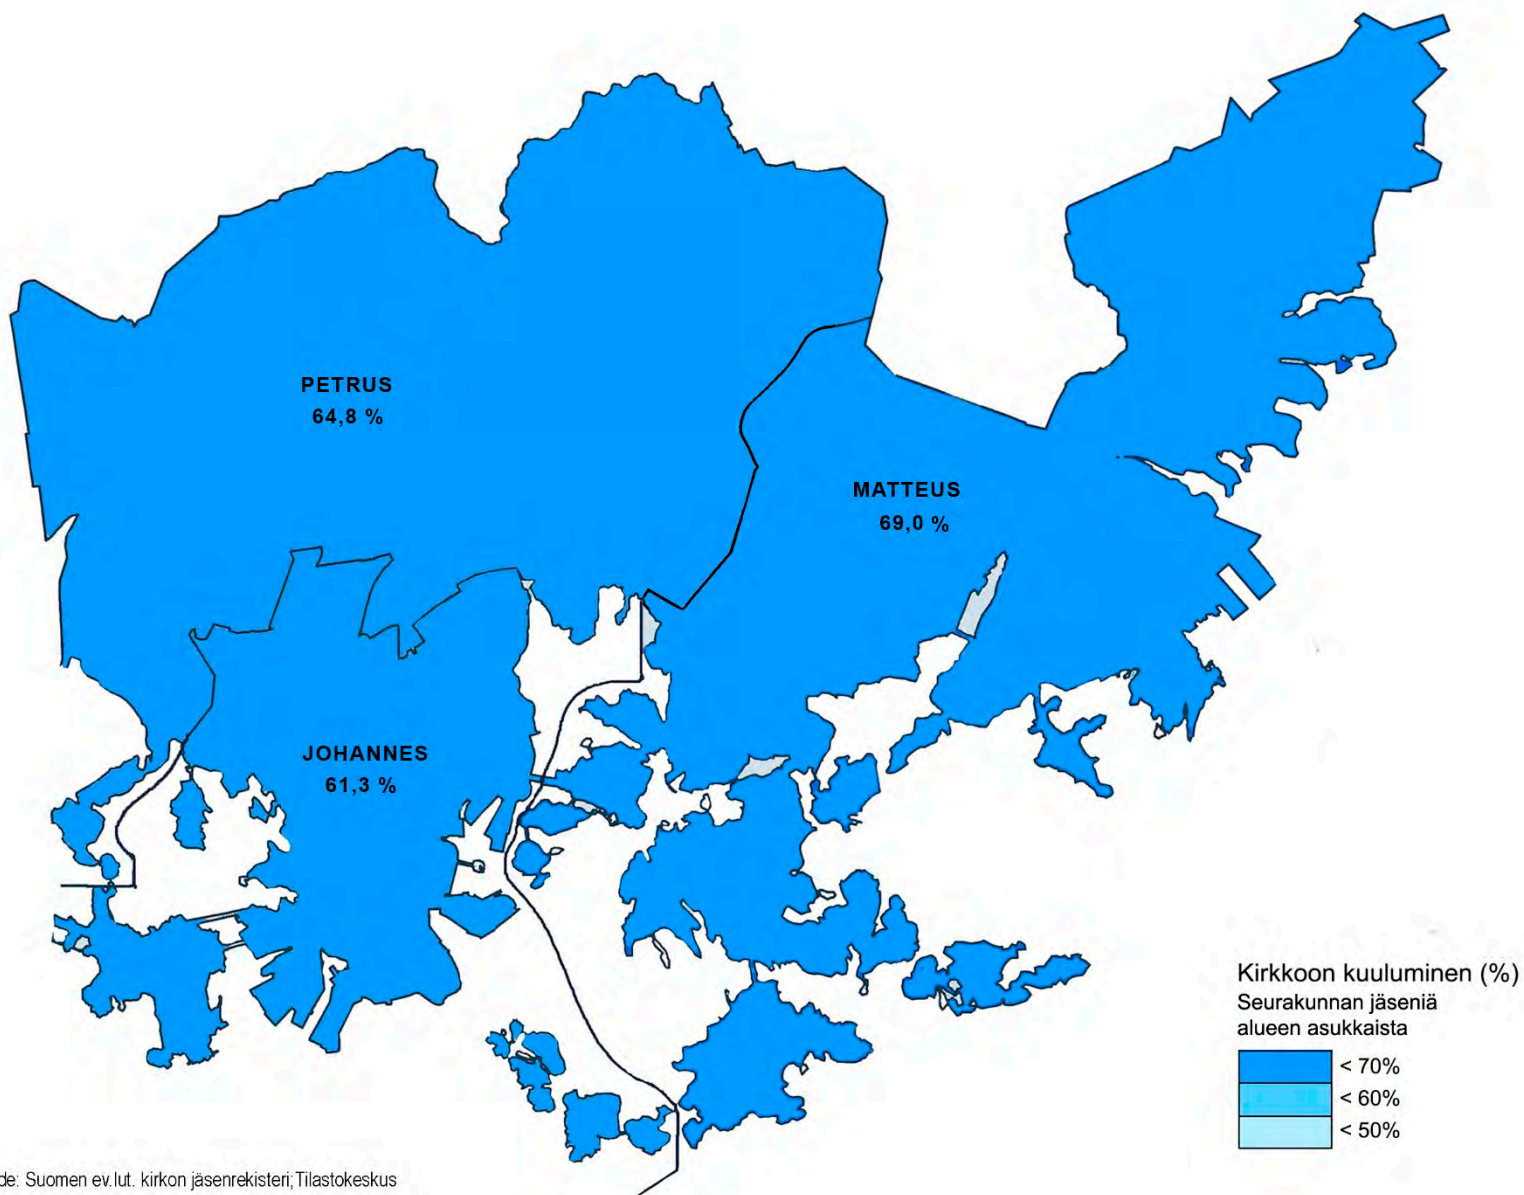 PETRUS
64,8 %
MATTEUS
69,0 %
JOHANNES
61,3 %
Kirkkoon kuuluminen (%)
Seurakunnan jäseniä
alueen asukkaista
< 70%
< 60%
< 50%
de: Suomen ev.lut. kirkon jäsenrekisteri; Tilastokeskus